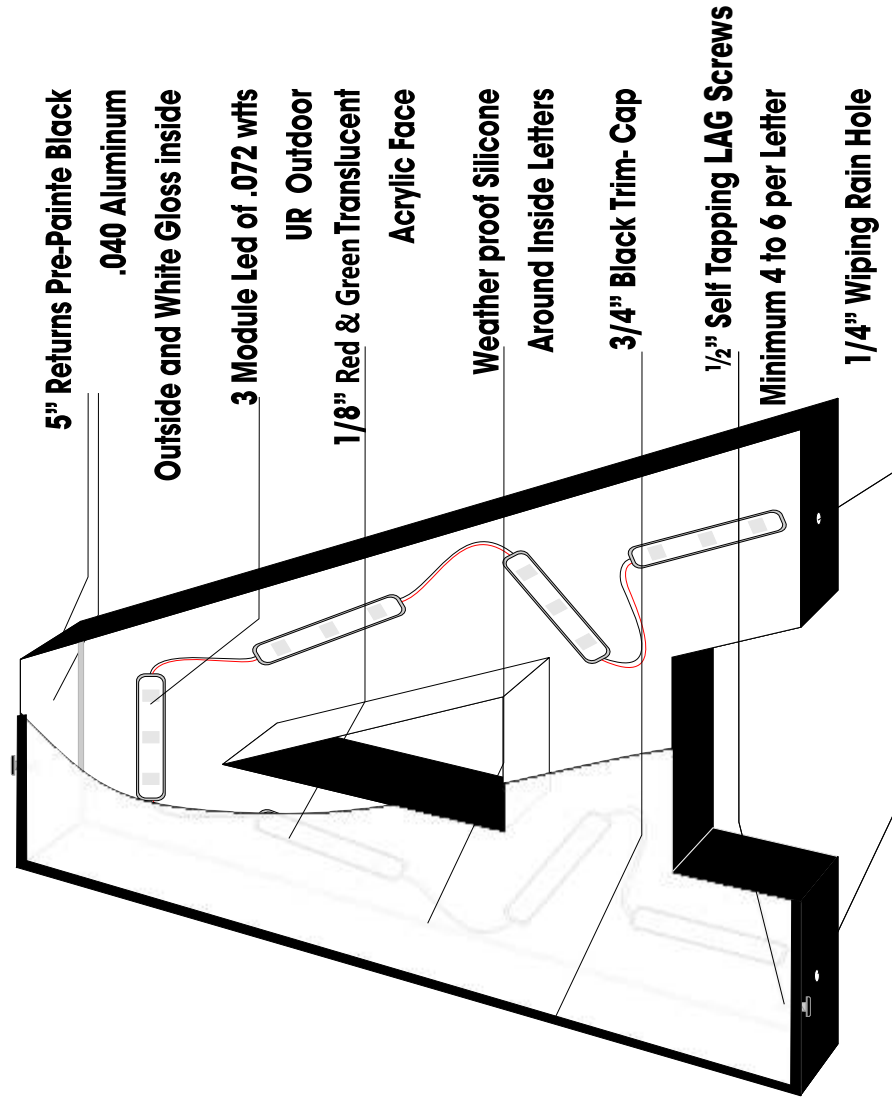 5” Returns Pre-Painte Black
.040 Aluminum
Outside and White Gloss inside
3 Module Led of .072 wtts
UR Outdoor
1/8” Red & Green Translucent
Acrylic Face
Weather proof Silicone
Around Inside Letters
3/4” Black Trim- Cap
½” Self Tapping LAG Screws
Minimum 4 to 6 per Letter
1/4” Wiping Rain Hole